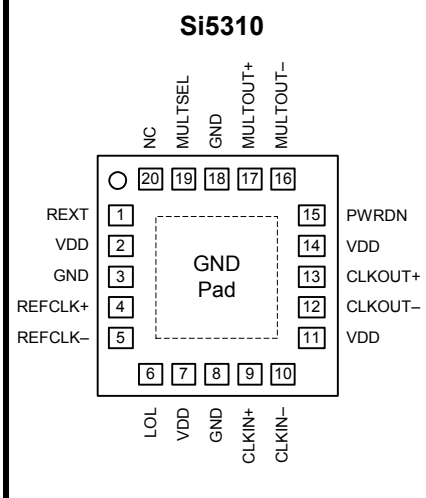 Si5310
NC
MULTSEL
GND
MULTOUT+
MULTOUT–
20 19 18 17 16
REXT 1
VDD 2
GND 3
REFCLK+ 4
REFCLK– 5
GND
Pad
15 PWRDN
14 VDD
13 CLKOUT+
12 CLKOUT–
11 VDD
6 7 8 9 10
LOL
VDD
GND
CLKIN+
CLKIN–